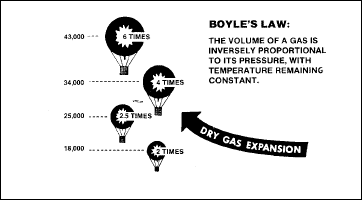 43,000
6 TIMES
34,000
4 TIMES
25,000
2.5 TIMES
18,000
2 TIMES
BOYLE'S LAW:
THE VOLUME OF A GAS IS
INVERSELY PROPORTIONAL
TO ITS PRESSURE, WITH
TEMPERATURE REMAINING
CONSTANT.
DRY GAS EXPANSION